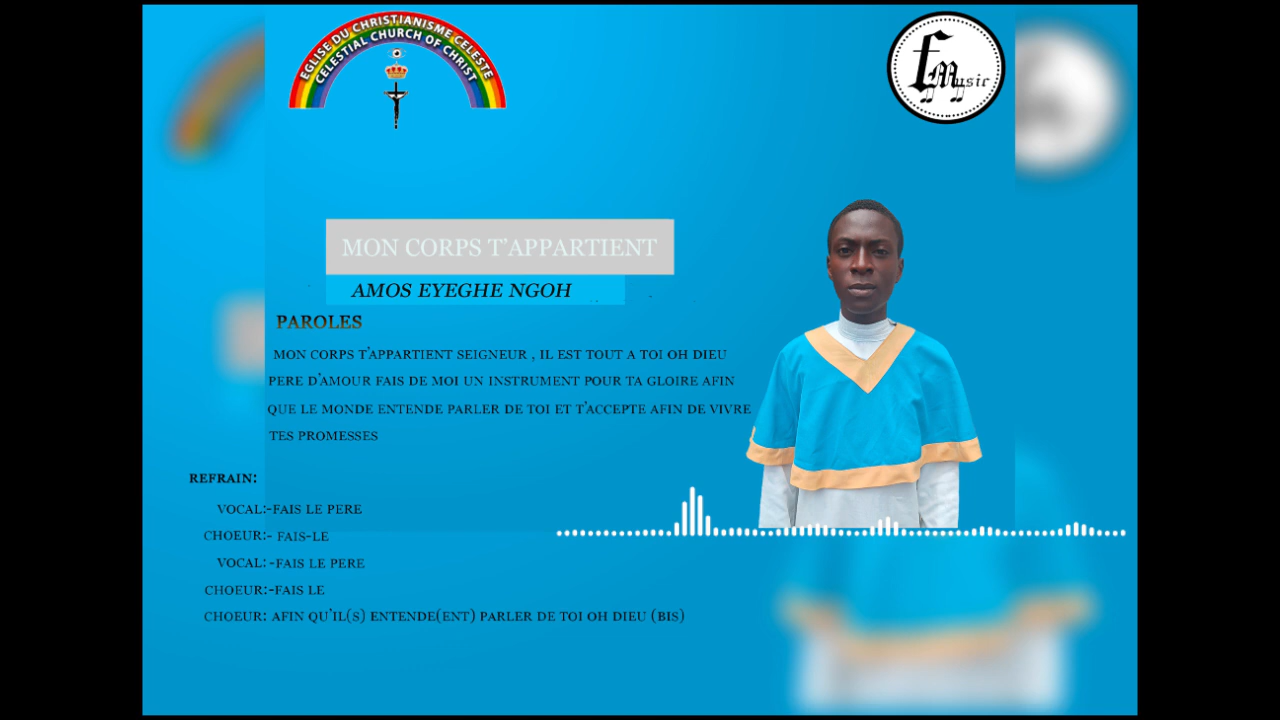 EGLISE DU CHRISTIANISME CELESTE
CELESTIAL CHURCH OF CHRIST
fm Music
MON CORPS T'APPARTIENT
AMOS EYEGHE NGOH
PAROLES
MON CORPS T'APPARTIENT SEIGNEUR , IL EST TOUT A TOI OH DIEU
PERE D'AMOUR FAIS DE MOI UN INSTRUMENT POUR TA GLOIRE AFIN
QUE LE MONDE ENTENDE PARLER DE TOI ET T'ACCEPTE AFIN DE VIVRE
TES PROMESSES
REFRAIN:
VOCAL:-FAIS LE PERE
CHOEUR:- FAIS-LE
VOCAL:-FAIS LE PERE
CHOEUR:-FAIS LE
CHOEUR: AFIN QU'IL(S) ENTENDE(ENT) PARLER DE TOI OH DIEU (BIS)